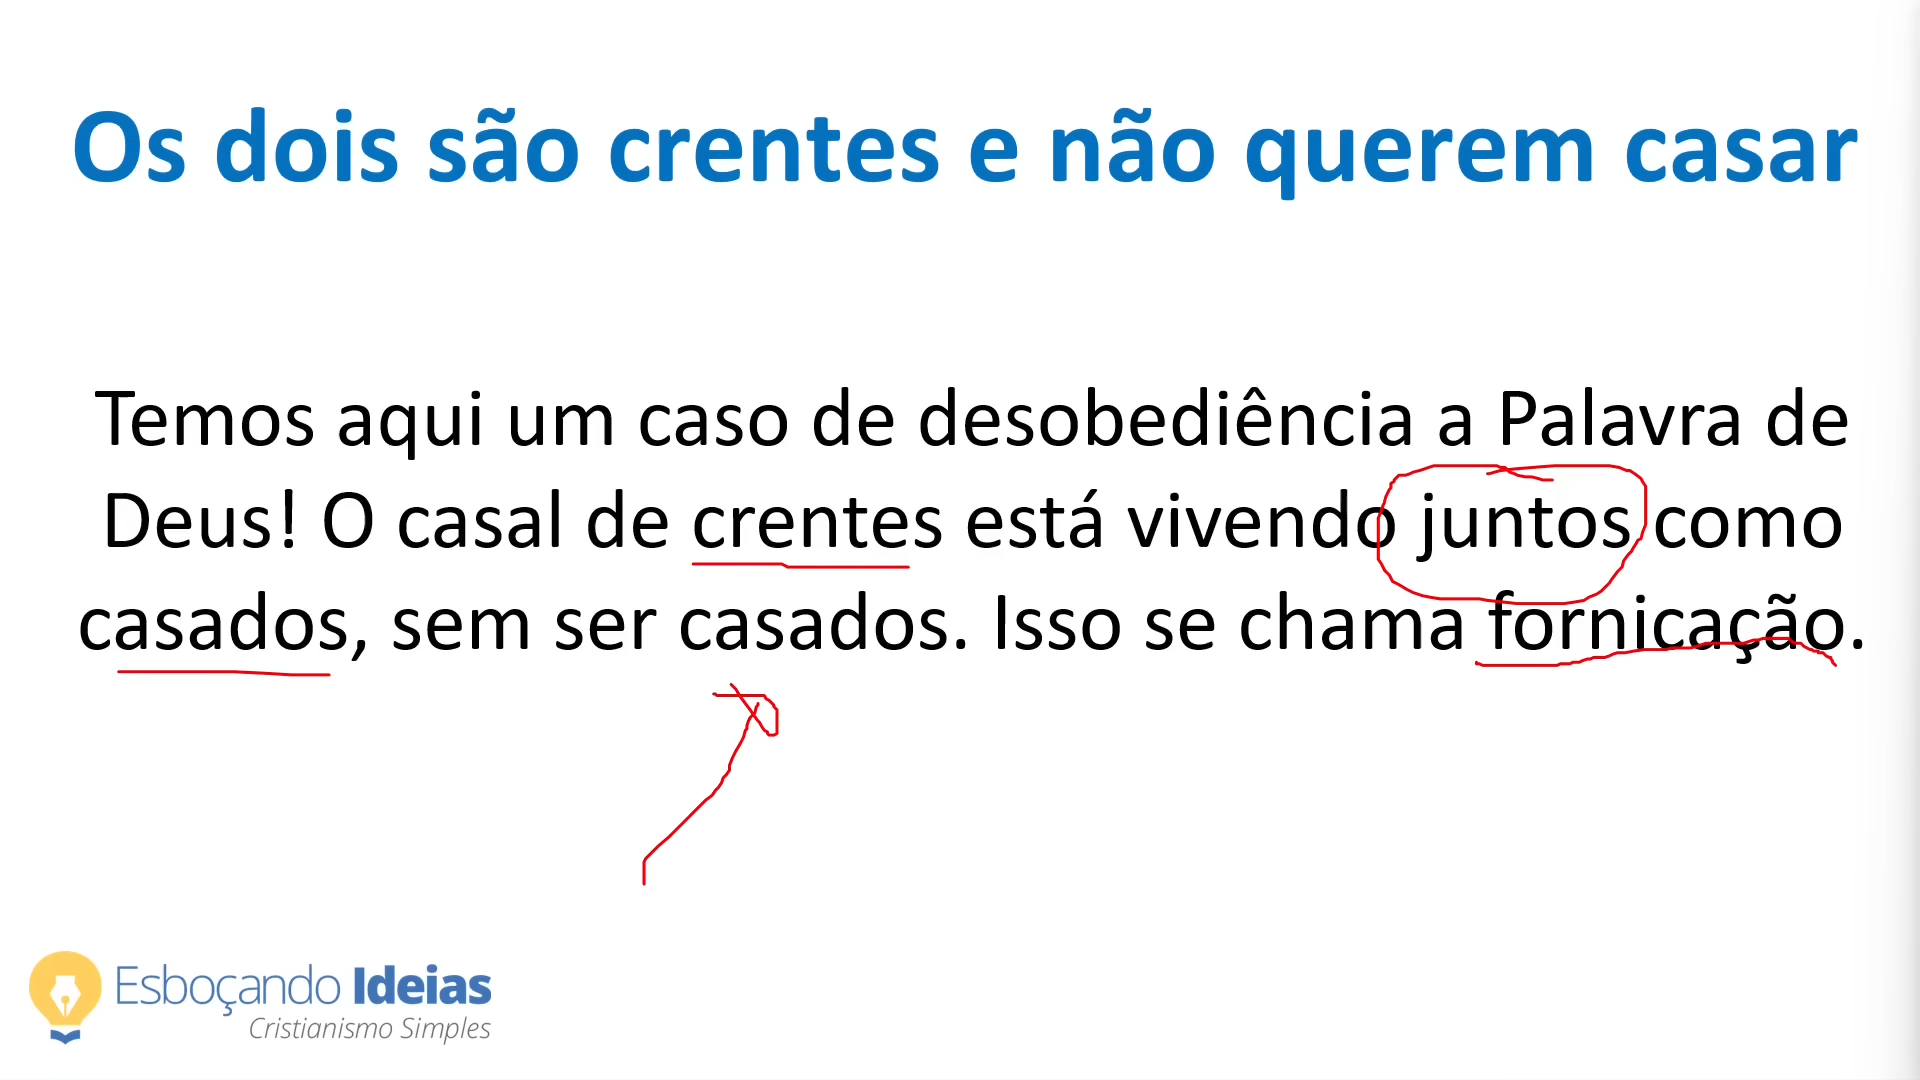 Os dois são crentes e não querem casar
Temos aqui um caso de desobediência a Palavra de
Deus! O casal de crentes está vivendo juntos como
casados, sem ser casados. Isso se chama fornicação.
Esboçando Ideias
Cristianismo Simples